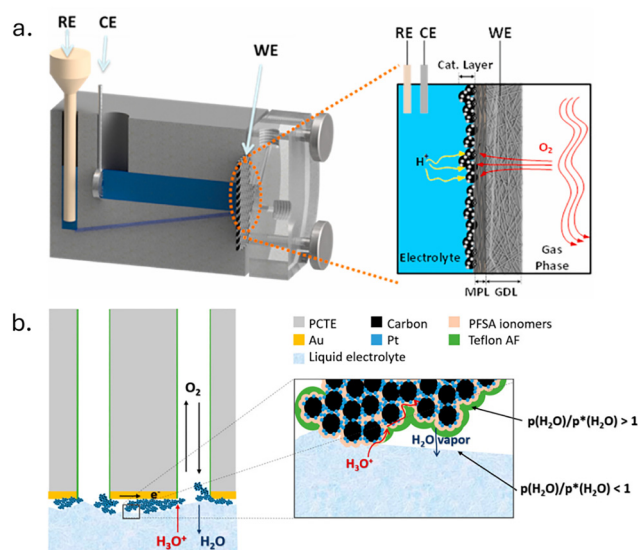 a.
RE
CE
WE
RE CE WE
Cat. Layer
H+
O2
Electrolyte
Gas
Phase
MPL GDL
b.
PCTE
Carbon
PFSA ionomers
Au
Pt
Teflon AF
Liquid electrolyte
O2
e-
H3O+
H2O
H2O vapor
H3O+
p(H2O)/p*(H2O) > 1
p(H2O)/p*(H2O) < 1